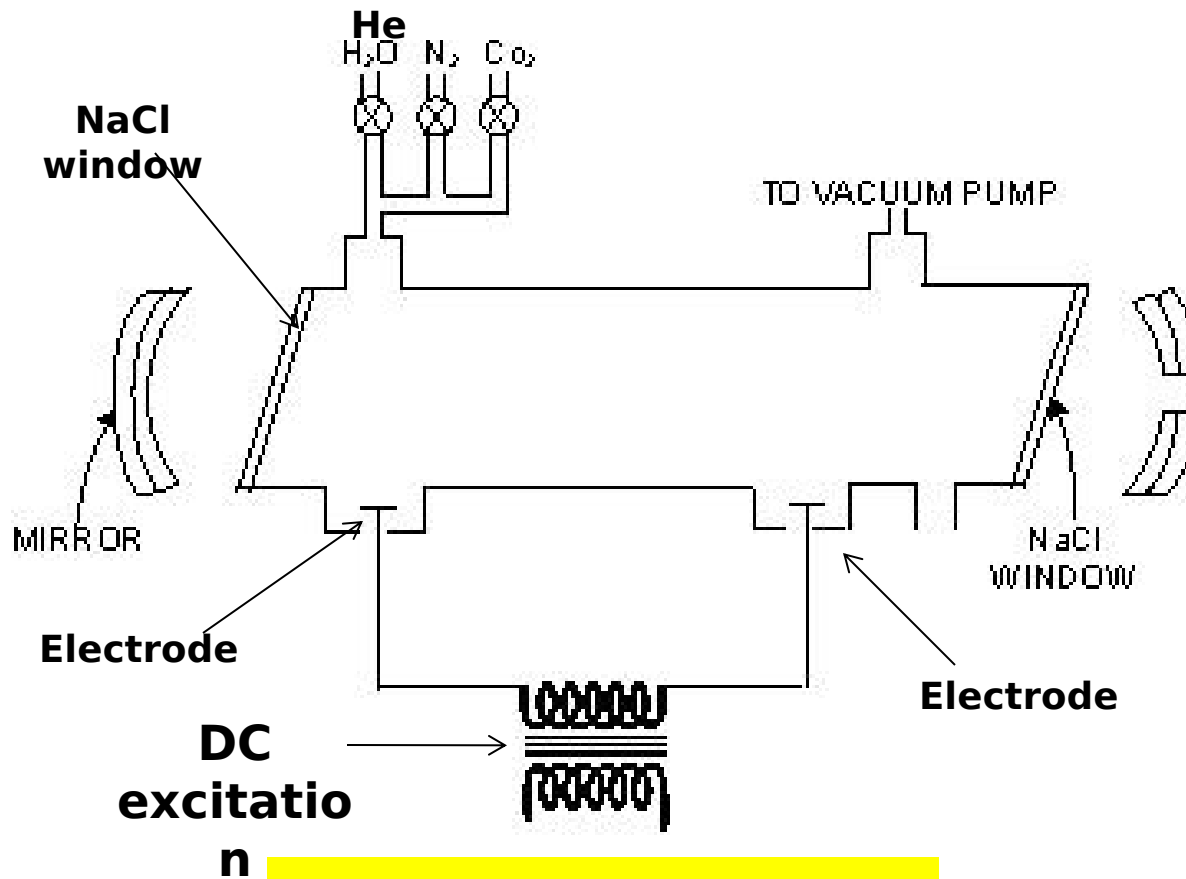 He
H₂O N₂ Co₂
NaCl
window
TO VACUUM PUMP
MIRROR
NaCl
WINDOW
Electrode
Electrode
DC
excitatio
n